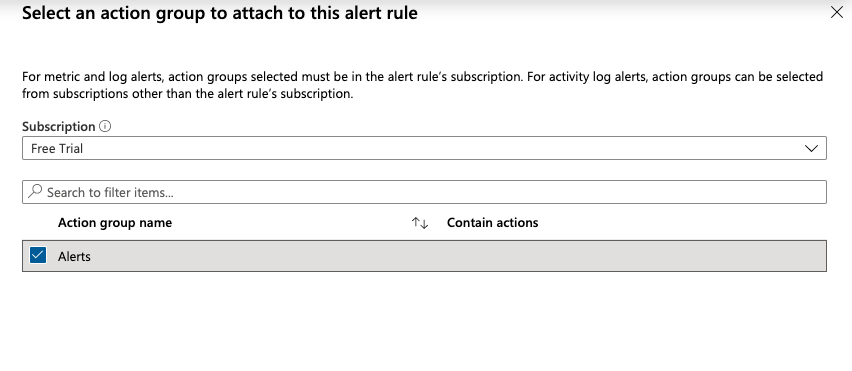 Select an action group to attach to this alert rule
For metric and log alerts, action groups selected must be in the alert rule's subscription. For activity log alerts, action groups can be selected
from subscriptions other than the alert rule's subscription.
Subscription
Free Trial
Search to filter items...
Action group name Contain actions
Alerts